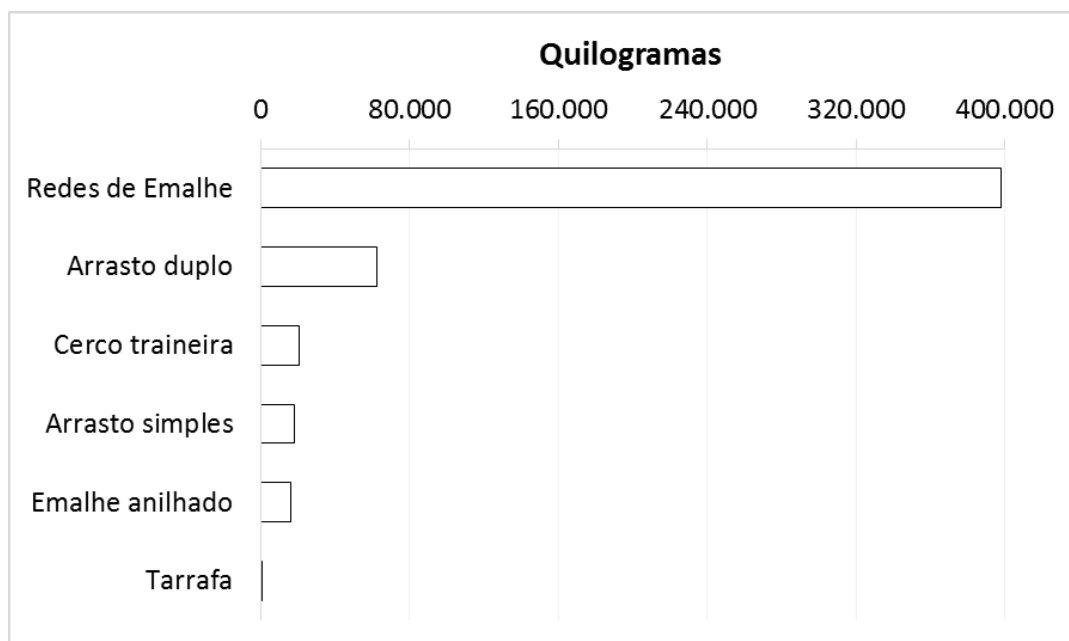 Quilogramas
0 80.000 160.000 240.000 320.000 400.000
Redes de Emalhe
Arrasto duplo
Cerco traineira
Arrasto simples
Emalhe anilhado
Tarrafa